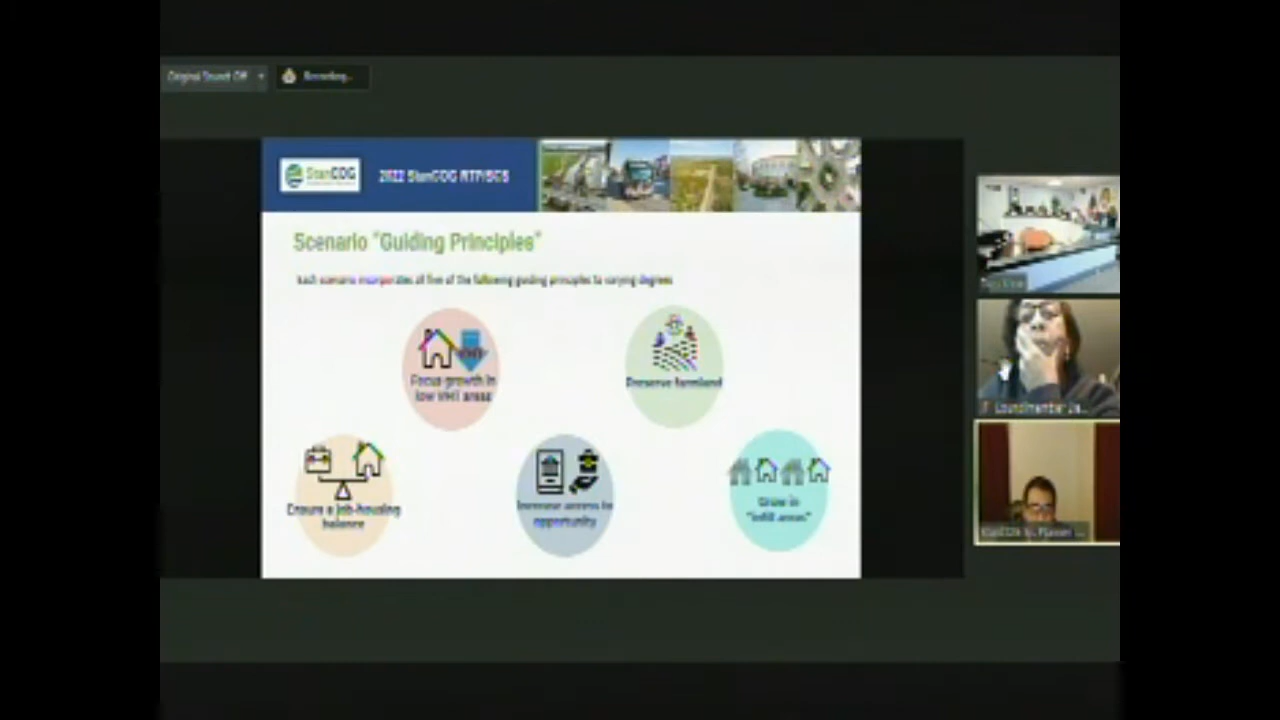 Original Sound Off
Recording...
StanCOG
2022 StanCOG RTP/SCS
Scenario "Guiding Principles"
Each scenario incorporates all five of the following guiding principles to varying degrees
Focus growth in
low VMT areas
Preserve farmland
Ensure a job-housing
balance
Increase access to
opportunity
Grow in
"infill areas"